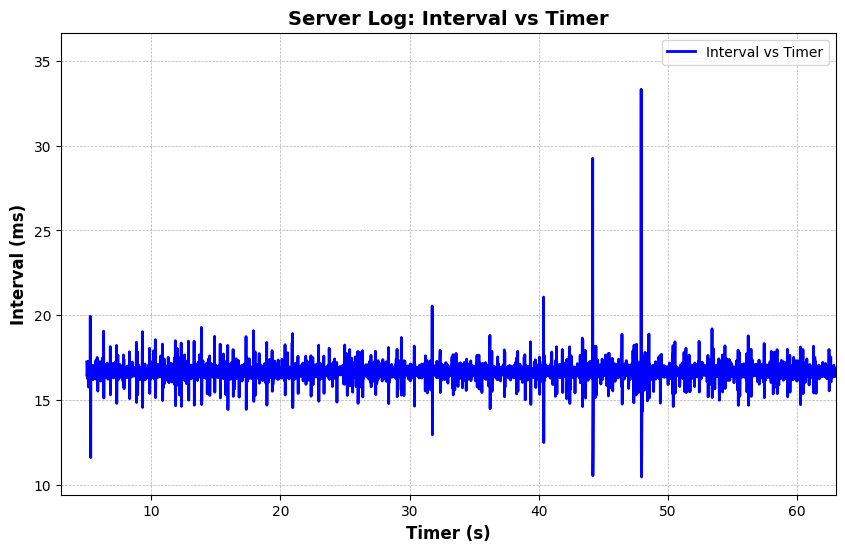 Server Log: Interval vs Timer
Interval vs Timer
35
30
25
20
15
10
Interval (ms)
10 20 30 40 50 60
Timer (s)